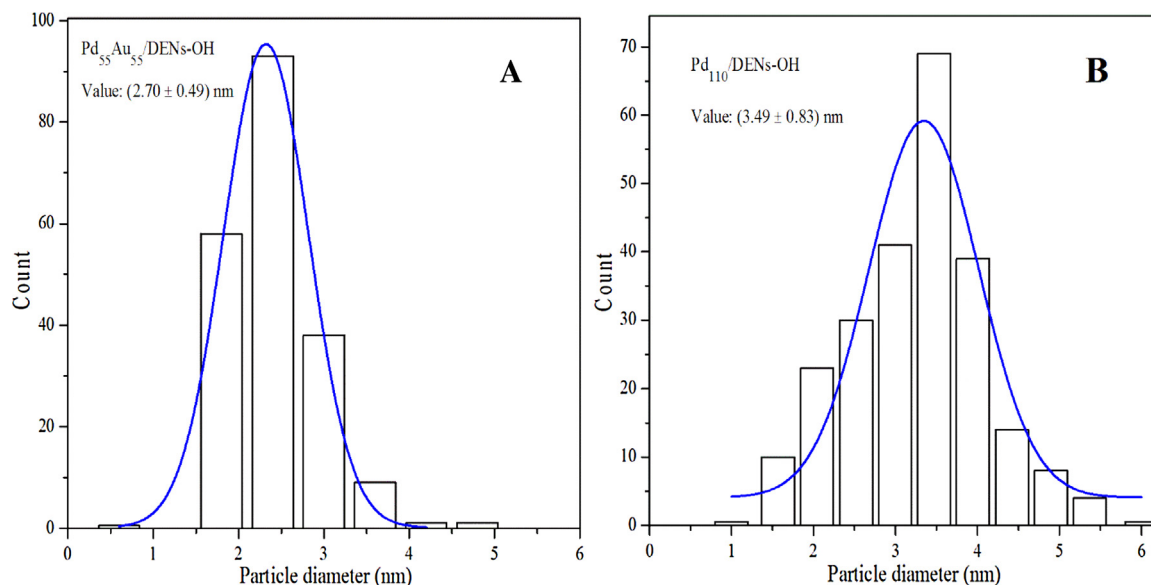 A
Pd₅₅Au₅₅/DENs-OH
Value: (2.70 ± 0.49) nm
Count
100
80
60
40
20
0
0 1 2 3 4 5 6
Particle diameter (nm)
B
Pd₁₁₀/DENs-OH
Value: (3.49 ± 0.83) nm
Count
70
60
50
40
30
20
10
0
0 1 2 3 4 5 6
Particle diameter (nm)